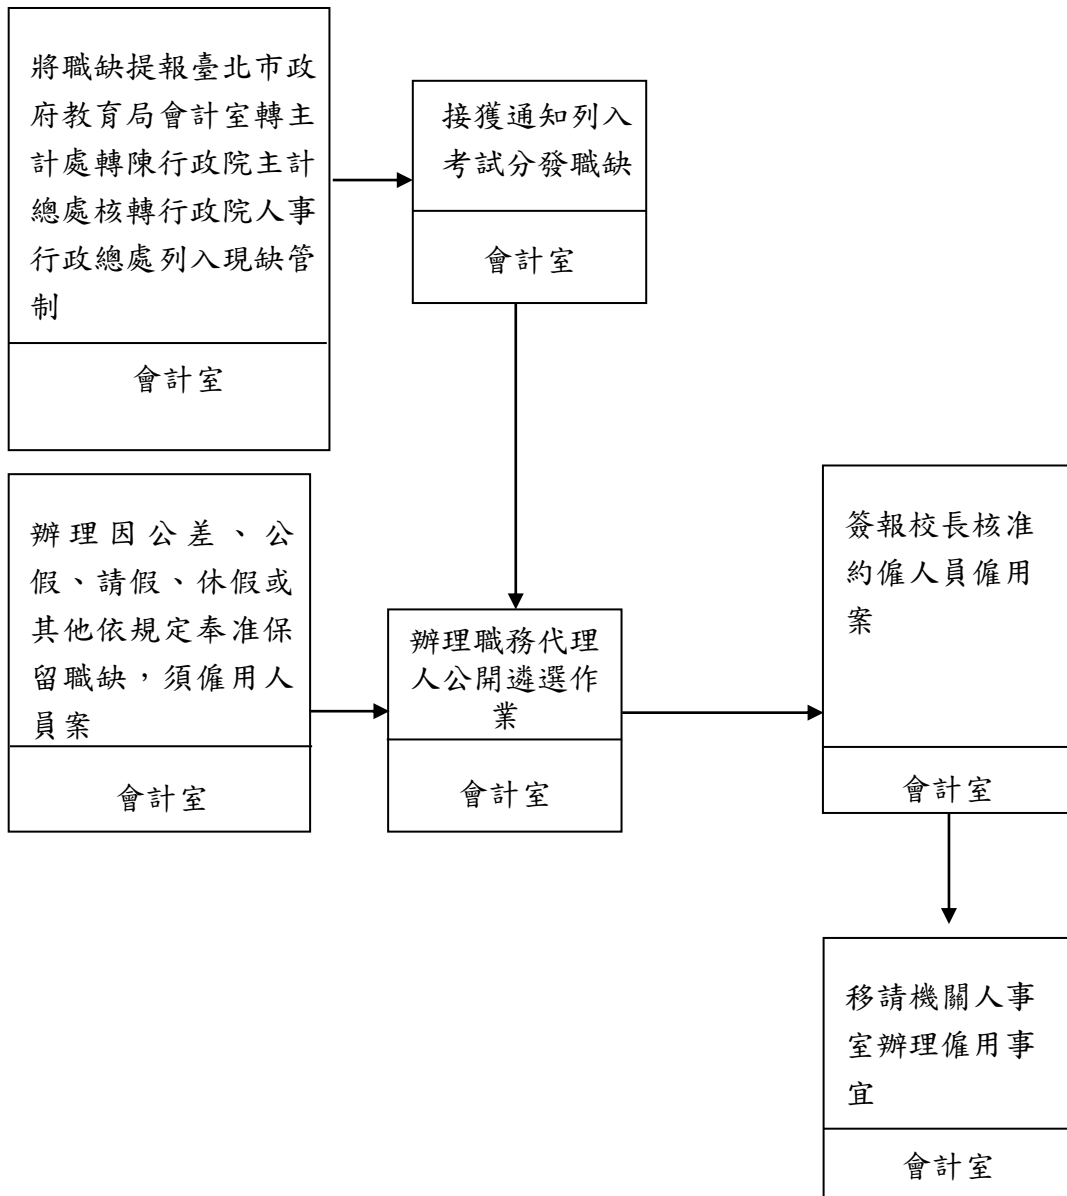 將職缺提報臺北市政
府教育局會計室轉主
計處轉陳行政院主計
總處核轉行政院人事
行政總處列入現缺管
制
會計室
接獲通知列入
考試分發職缺
會計室
辦理因公差、公
假、請假、休假或
其他依規定奉准保
留職缺，須僱用人
員案
會計室
辦理職務代理
人公開遴選作
業
會計室
簽報校長核准
約僱人員僱用
案
會計室
移請機關人事
室辦理僱用事
宜
會計室